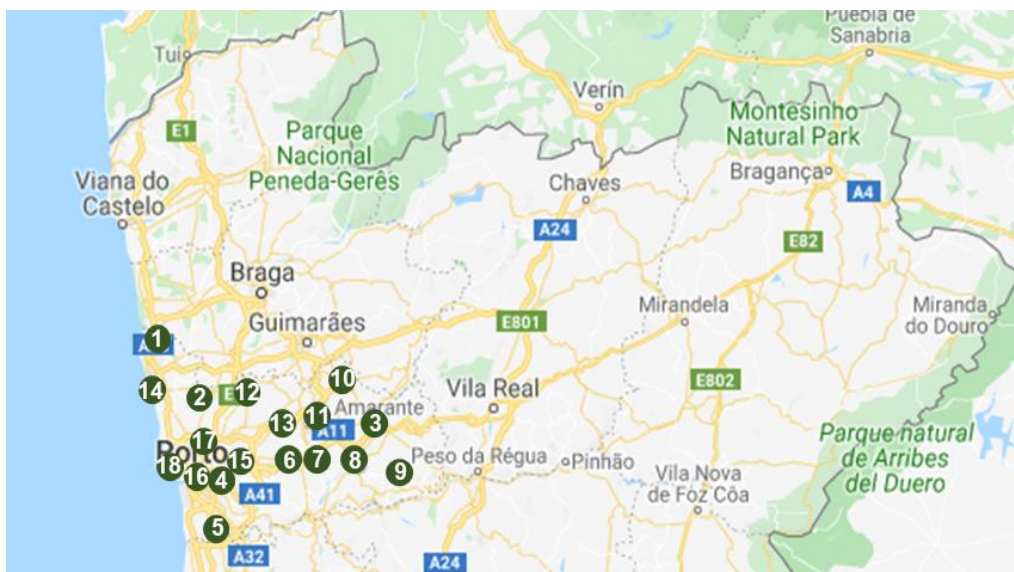 Puebla de
Sanabria
Tui
Verín
E1
Parque
Nacional
Peneda-Gerês
Montesinho
Natural Park
Bragança
A4
Viana do
Castelo
Chaves
A24
E82
Braga
Guimarães
E801
Mirandela
Miranda
do Douro
1
14
2
12
10
E802
Vila Real
Amarante
13
11
A11
3
Parque natural
de Arribes
del Duero
17
Porto
18
16
4
15
6
7
8
9
Peso da Régua
Pinhão
Vila Nova
de Foz Côa
A41
5
A32
A24